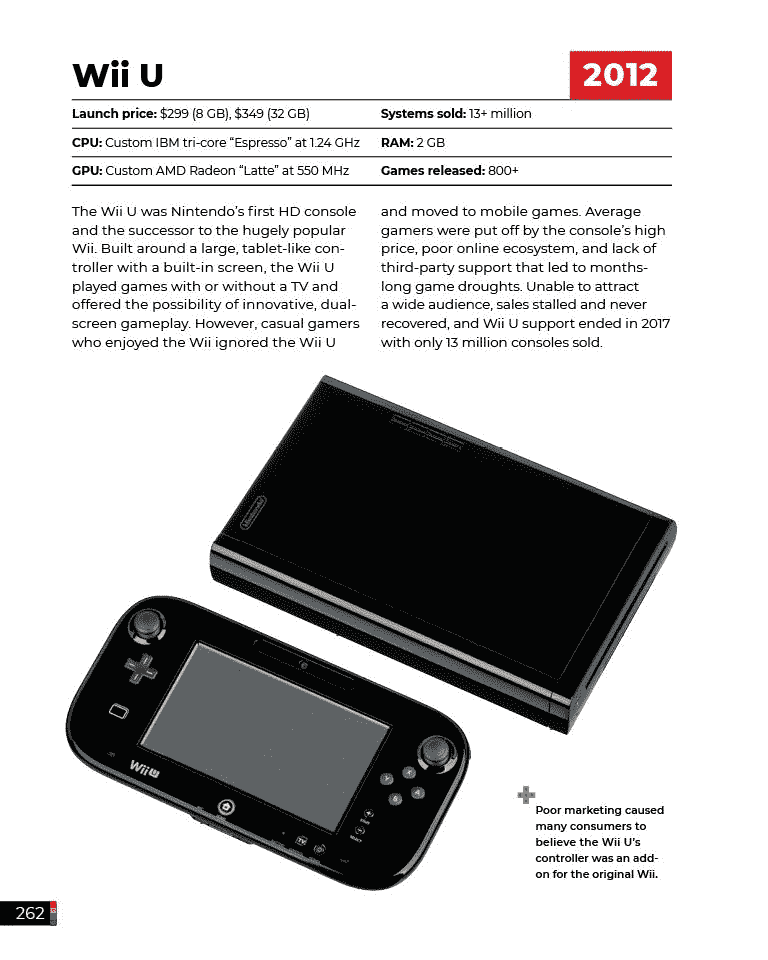 Wii U
2012
Launch price: $299 (8 GB), $349 (32 GB)
Systems sold: 13+ million
CPU: Custom IBM tri-core “Espresso” at 1.24 GHz
RAM: 2 GB
GPU: Custom AMD Radeon “Latte” at 550 MHz
Games released: 800+
The Wii U was Nintendo’s first HD console
and the successor to the hugely popular
Wii. Built around a large, tablet-like con-
troller with a built-in screen, the Wii U
played games with or without a TV and
offered the possibility of innovative, dual-
screen gameplay. However, casual gamers
who enjoyed the Wii ignored the Wii U
and moved to mobile games. Average
gamers were put off by the console’s high
price, poor online ecosystem, and lack of
third-party support that led to months-
long game droughts. Unable to attract
a wide audience, sales stalled and never
recovered, and Wii U support ended in 2017
with only 13 million consoles sold.
Nintendo
Wii U
X
Y
A
B
START
SELECT
TV
Poor marketing caused
many consumers to
believe the Wii U’s
controller was an add-
on for the original Wii.
262